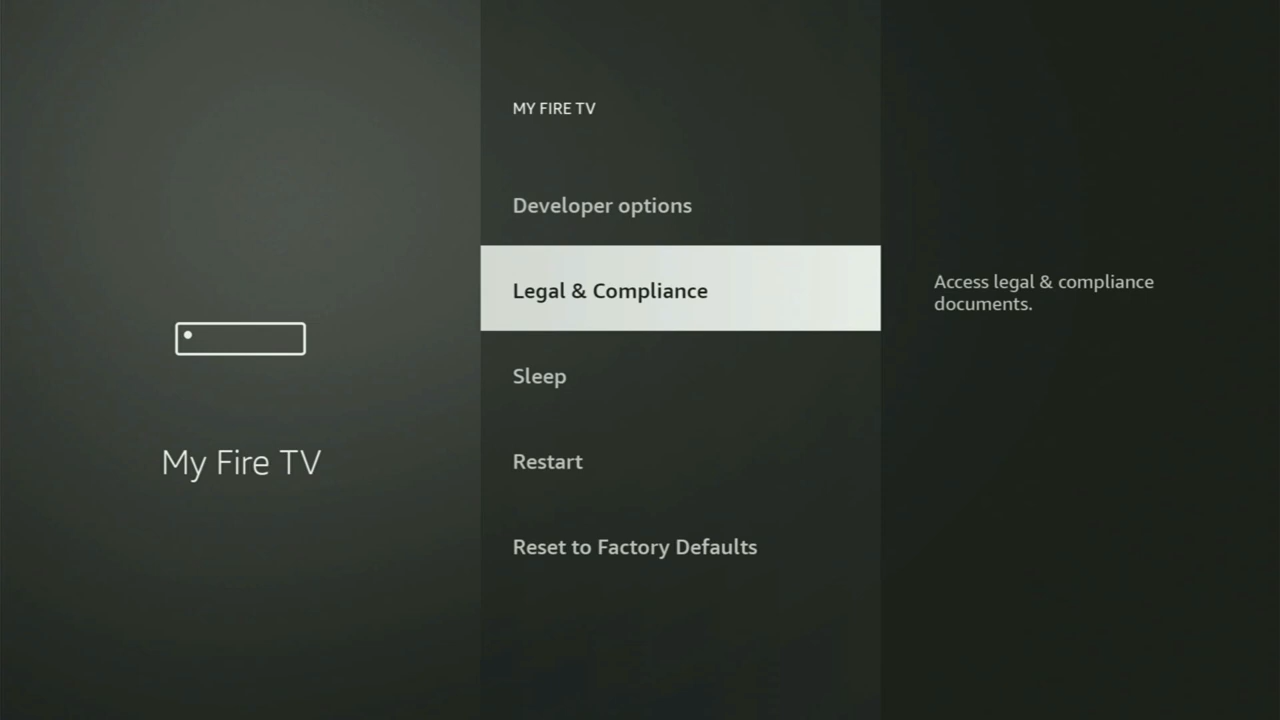 My Fire TV
MY FIRE TV
Developer options
Legal & Compliance
Sleep
Restart
Reset to Factory Defaults
Access legal & compliance
documents.